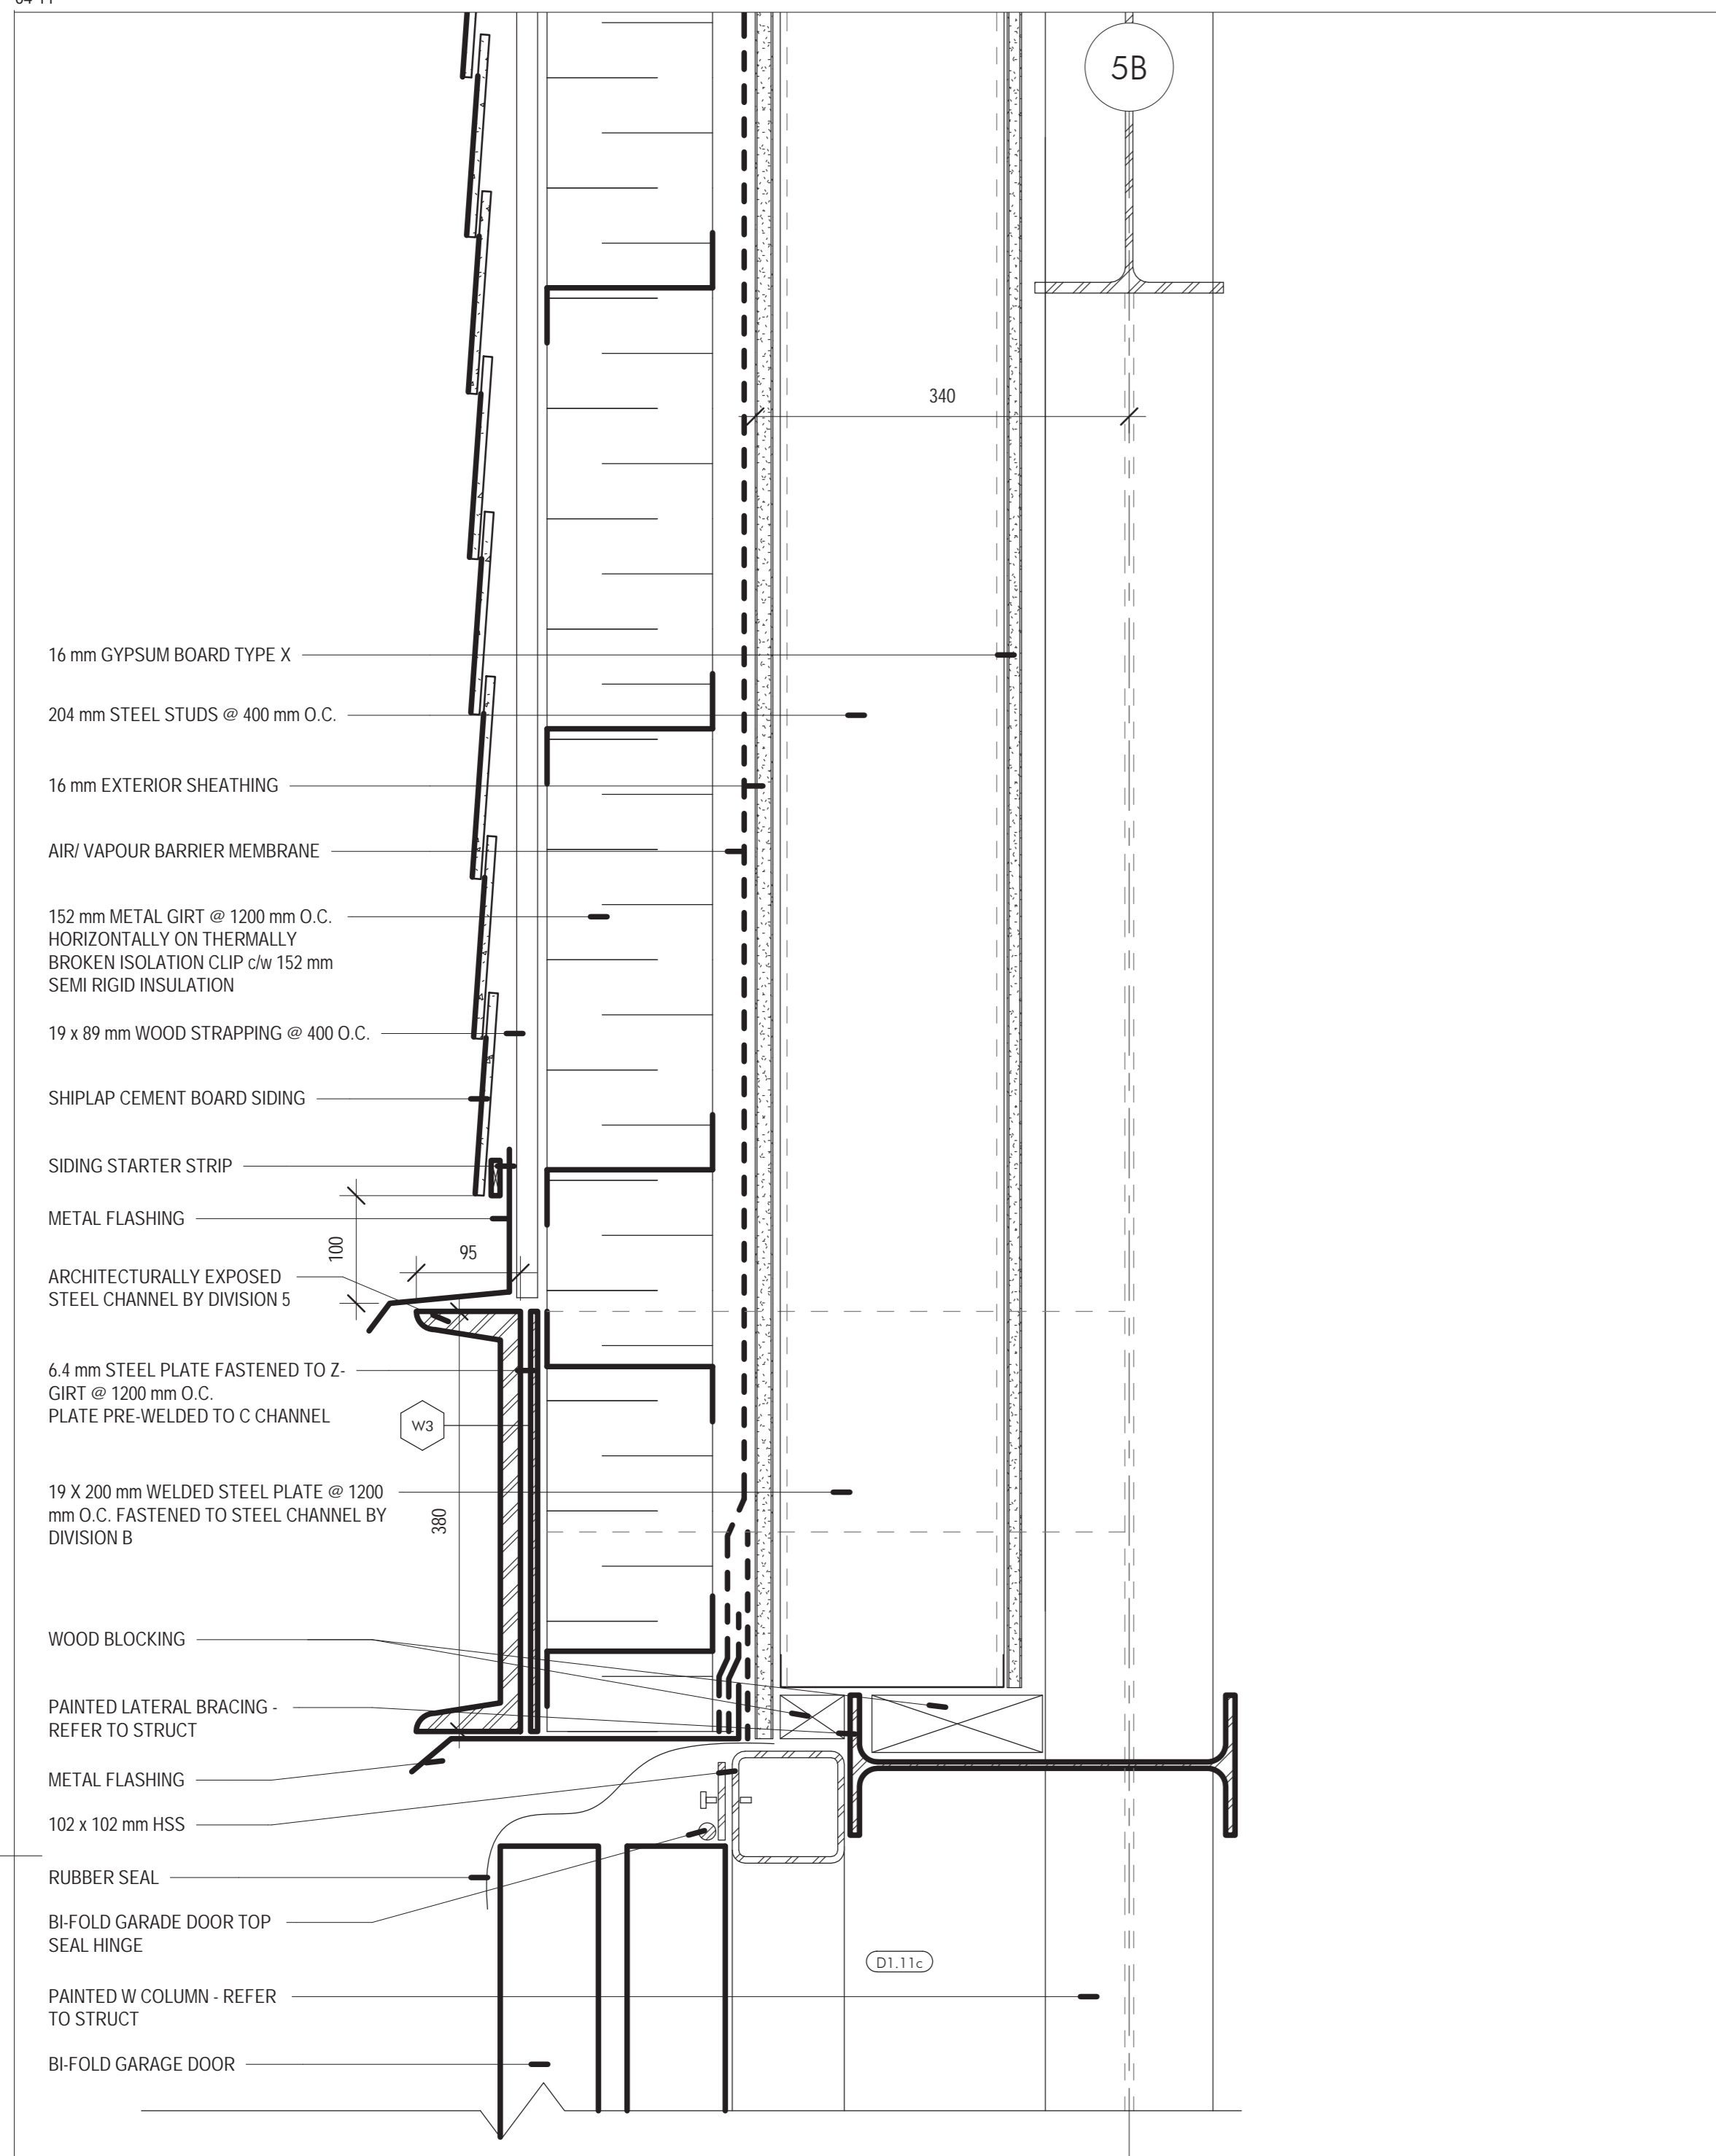 5B
340
16 mm GYPSUM BOARD TYPE X
204 mm STEEL STUDS @ 400 mm O.C.
16 mm EXTERIOR SHEATHING
AIR/ VAPOUR BARRIER MEMBRANE
152 mm METAL GIRT @ 1200 mm O.C.
HORIZONTALLY ON THERMALLY
BROKEN ISOLATION CLIP c/w 152 mm
SEMI RIGID INSULATION
19 x 89 mm WOOD STRAPPING @ 400 O.C.
SHIPLAP CEMENT BOARD SIDING
SIDING STARTER STRIP
METAL FLASHING
100
95
ARCHITECTURALLY EXPOSED
STEEL CHANNEL BY DIVISION 5
6.4 mm STEEL PLATE FASTENED TO Z-
GIRT @ 1200 mm O.C.
PLATE PRE-WELDED TO C CHANNEL
W3
19 X 200 mm WELDED STEEL PLATE @ 1200
mm O.C. FASTENED TO STEEL CHANNEL BY
DIVISION B
380
WOOD BLOCKING
PAINTED LATERAL BRACING -
REFER TO STRUCT
METAL FLASHING
102 x 102 mm HSS
RUBBER SEAL
BI-FOLD GARADE DOOR TOP
SEAL HINGE
D1.11c
PAINTED W COLUMN - REFER
TO STRUCT
BI-FOLD GARAGE DOOR